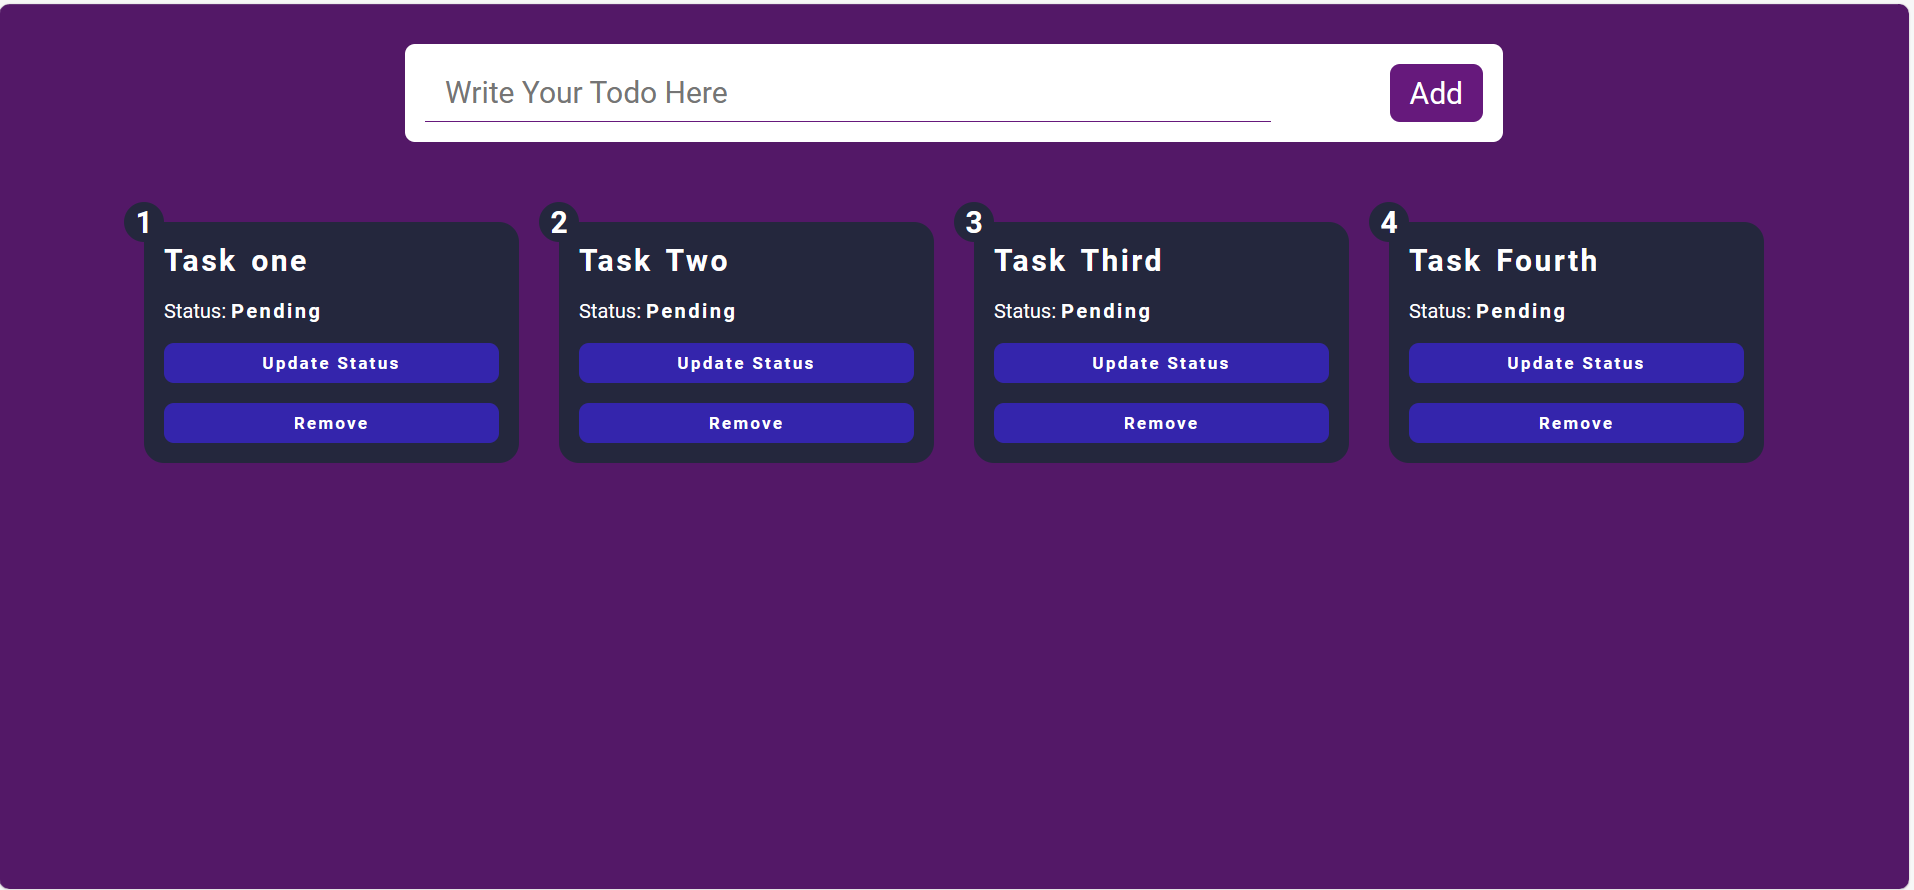 Write Your Todo Here
Add
1
Task one
Status: Pending
Update Status
Remove
2
Task Two
Status: Pending
Update Status
Remove
3
Task Third
Status: Pending
Update Status
Remove
4
Task Fourth
Status: Pending
Update Status
Remove